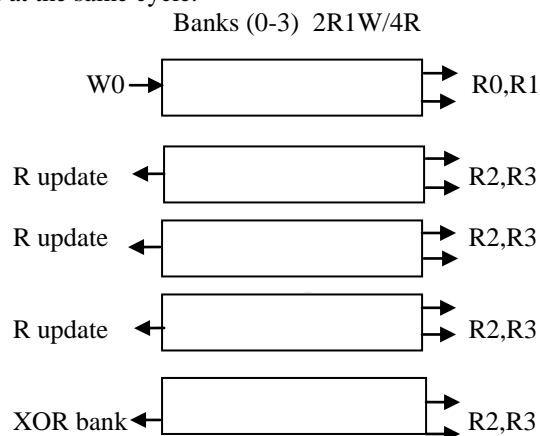 at the same cycle.
Banks (0-3) 2R1W/4R
W0
R0,R1
R update
R2,R3
R update
R2,R3
R update
R2,R3
XOR bank
R2,R3